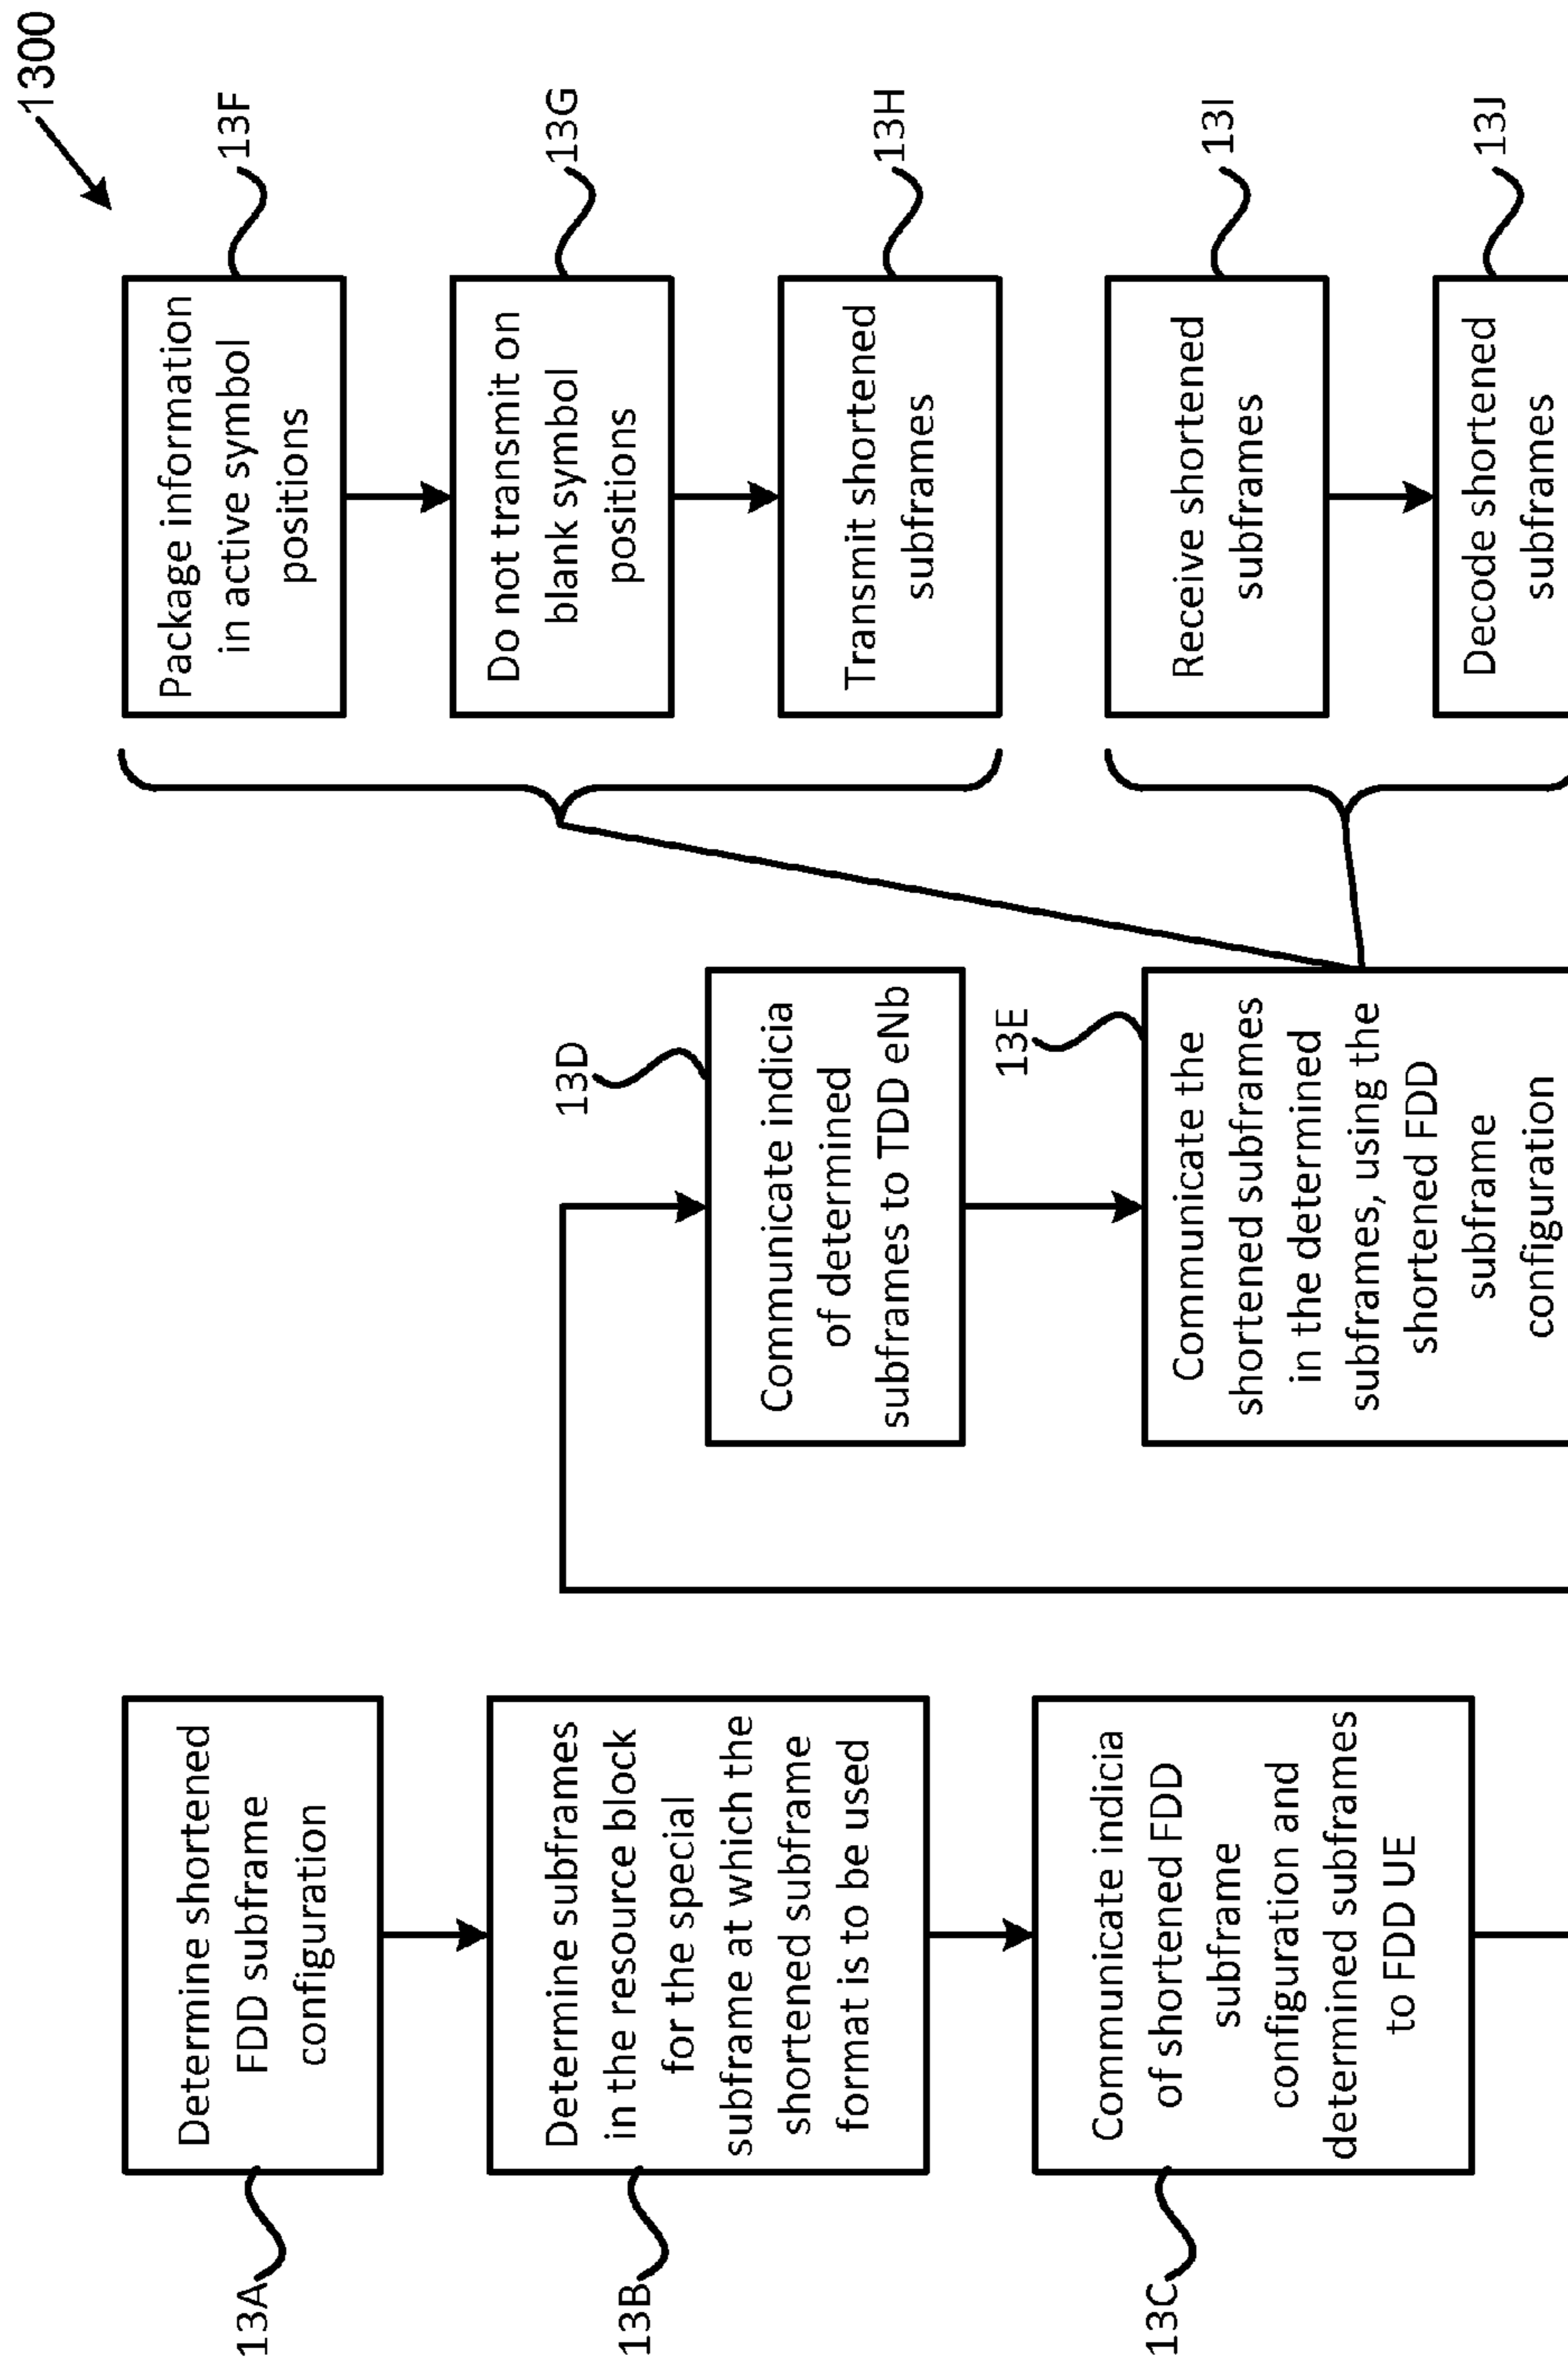 1300
13A
Determine shortened
FDD subframe
configuration
13B
Determine subframes
in the resource block
for the special
subframe at which the
shortened subframe
format is to be used
13C
Communicate indicia
of shortened FDD
subframe
configuration and
determined subframes
to FDD UE
13D
Communicate indicia
of determined
subframes to TDD eNb
13E
Communicate the
shortened subframes
in the determined
subframes, using the
shortened FDD
subframe
configuration
Package information
in active symbol
positions
13F
Do not transmit on
blank symbol
positions
13G
Transmit shortened
subframes
13H
Receive shortened
subframes
13I
Decode shortened
subframes
13J